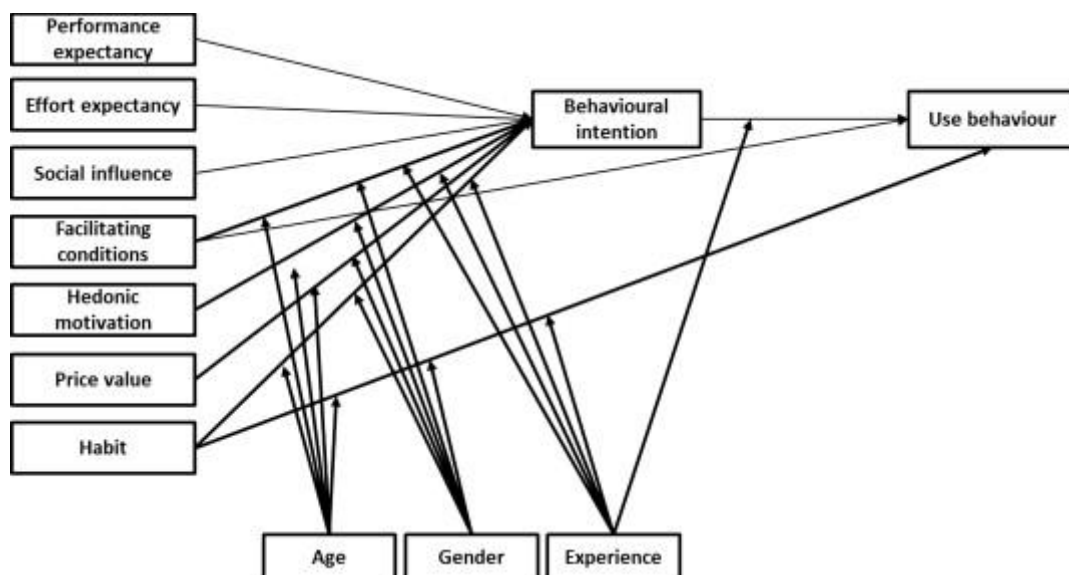 Performance
expectancy
Effort expectancy
Social influence
Facilitating
conditions
Hedonic
motivation
Price value
Habit
Behavioural
intention
Use behaviour
Age
Gender
Experience